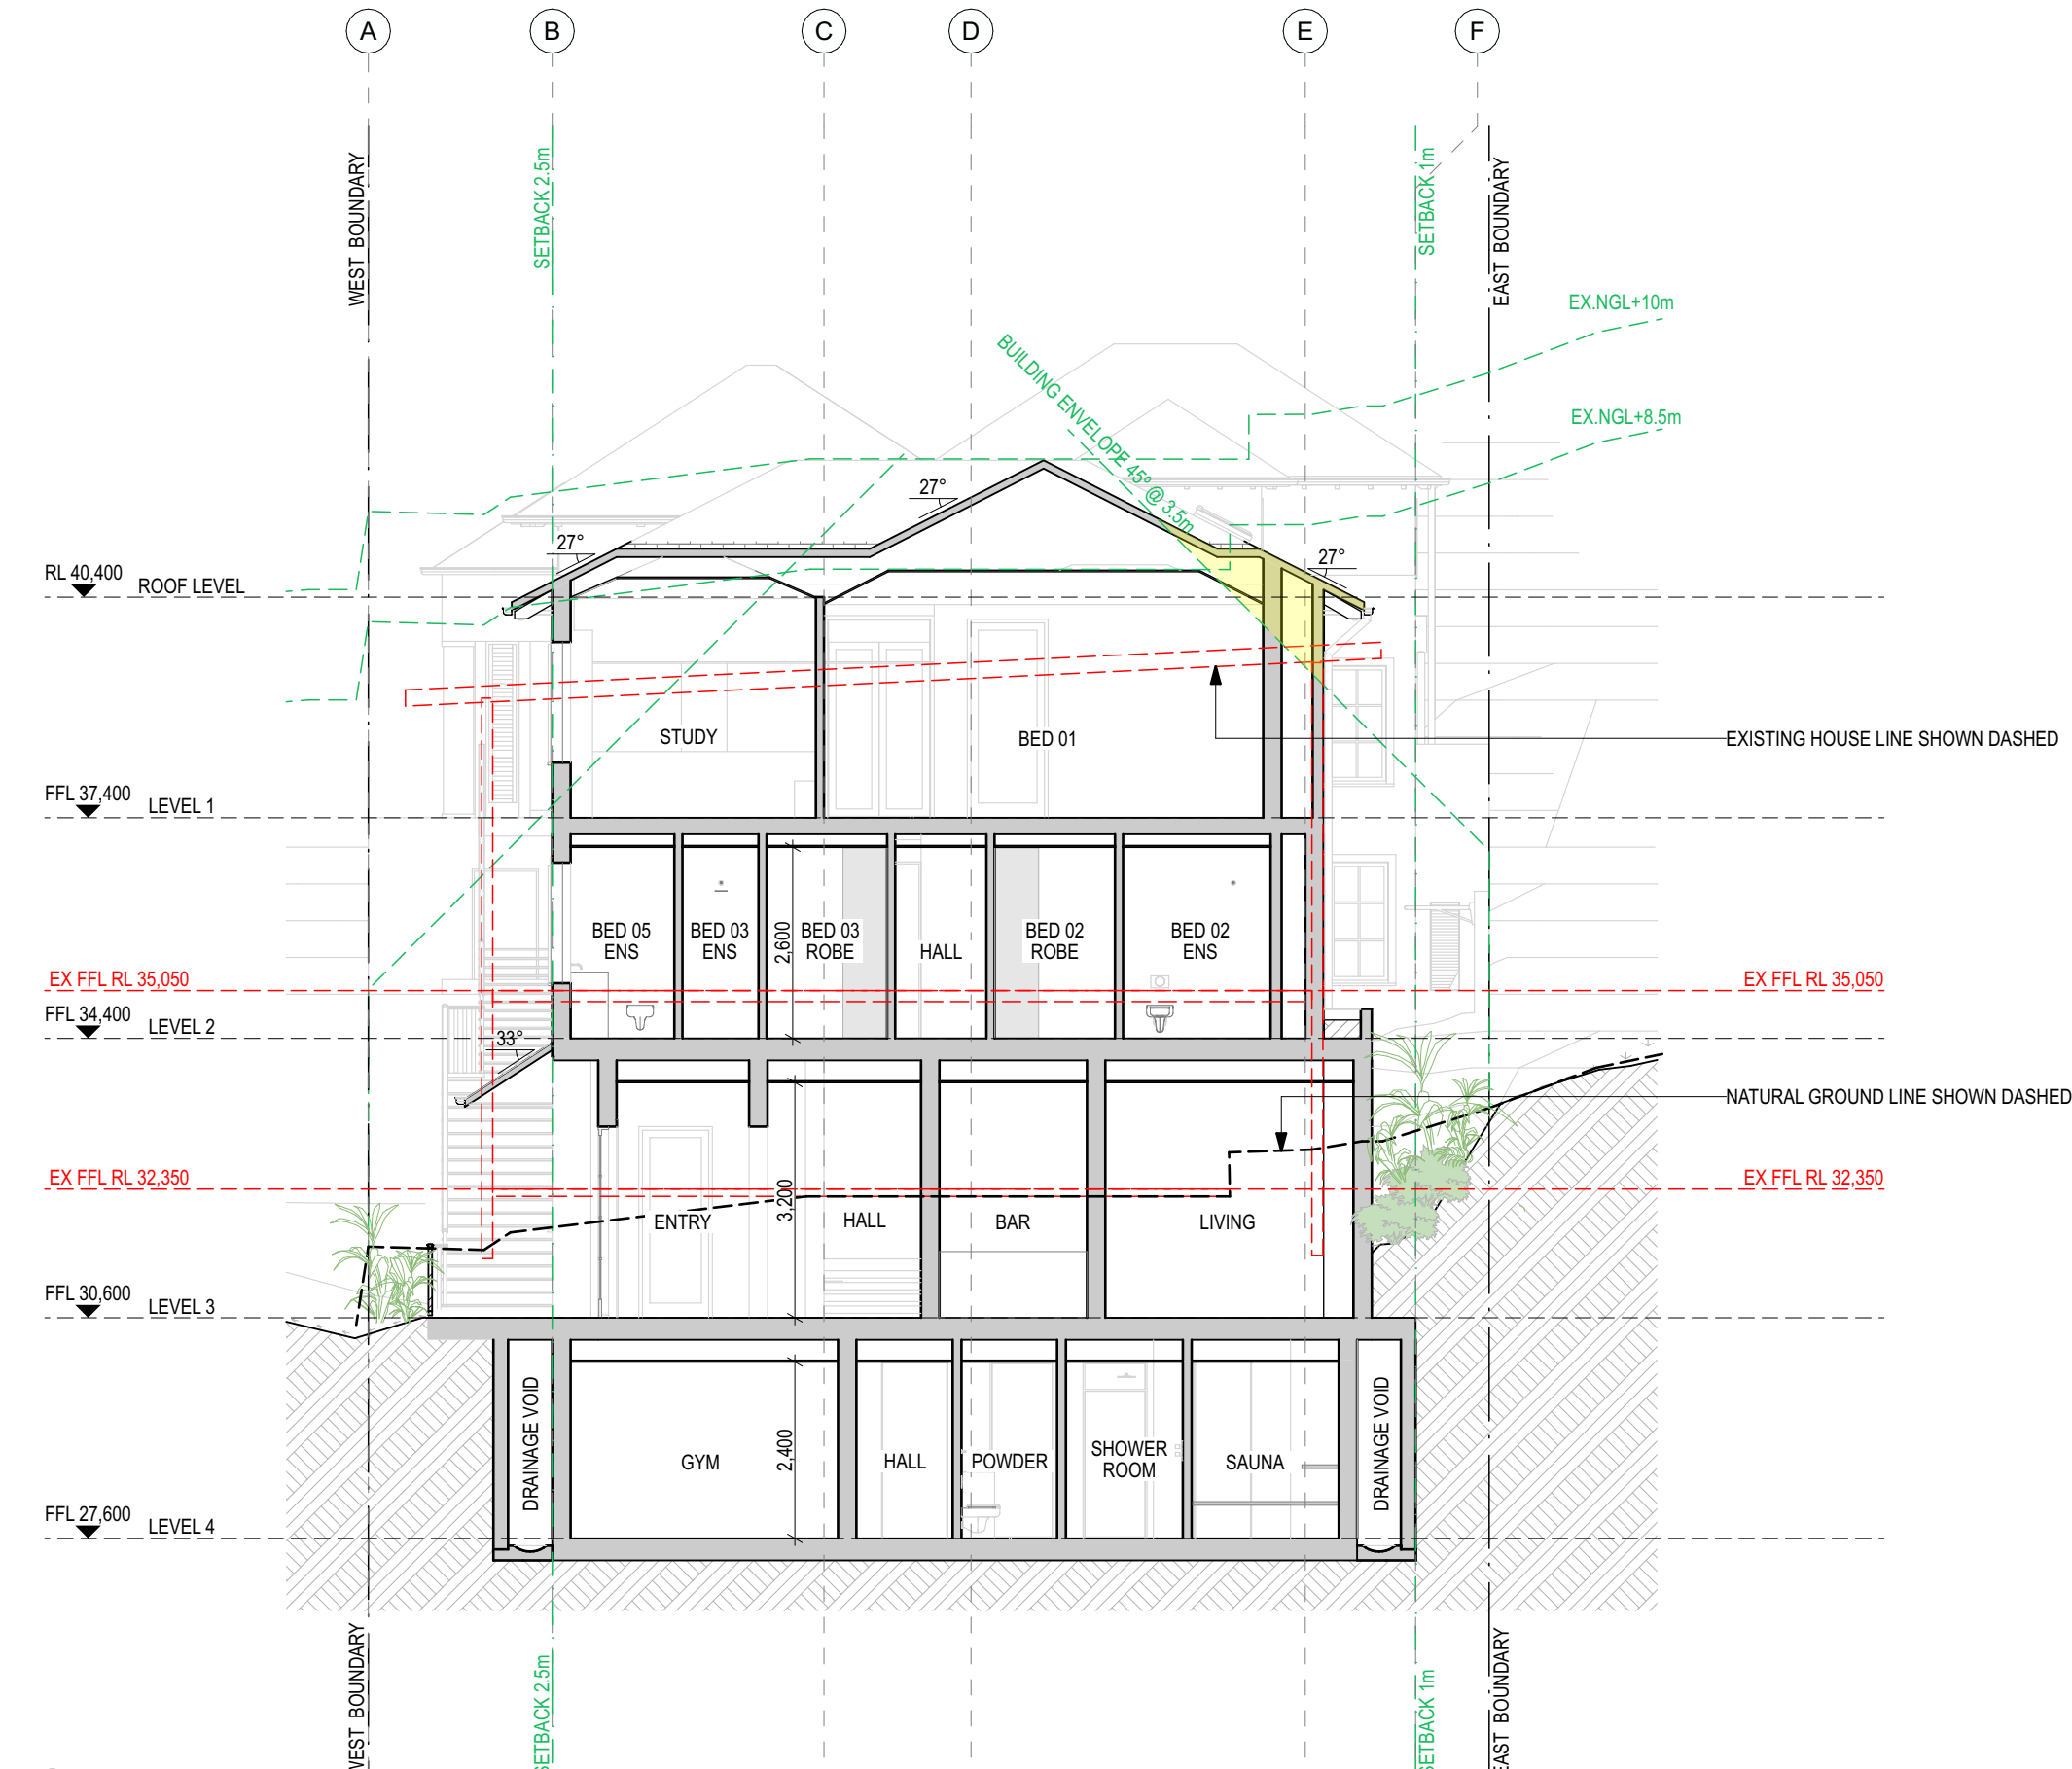 A B C D E F
WEST BOUNDARY
SETBACK 2.5m
SETBACK 1m
EAST BOUNDARY
EX.NGL+10m
BUILDING ENVELOPE 45º @ 3.5m
EX.NGL+8.5m
27°
27°
27°
RL 40,400
ROOF LEVEL
STUDY
BED 01
EXISTING HOUSE LINE SHOWN DASHED
FFL 37,400
LEVEL 1
BED 05
ENS
BED 03
ENS
2,600
BED 03
ROBE
HALL
BED 02
ROBE
BED 02
ENS
EX FFL RL 35,050
EX FFL RL 35,050
FFL 34,400
LEVEL 2
33°
NATURAL GROUND LINE SHOWN DASHED
EX FFL RL 32,350
EX FFL RL 32,350
ENTRY
3,200
HALL
BAR
LIVING
FFL 30,600
LEVEL 3
DRAINAGE VOID
GYM
2,400
HALL
POWDER
SHOWER
ROOM
SAUNA
DRAINAGE VOID
FFL 27,600
LEVEL 4
WEST BOUNDARY
SETBACK 2.5m
SETBACK 1m
EAST BOUNDARY